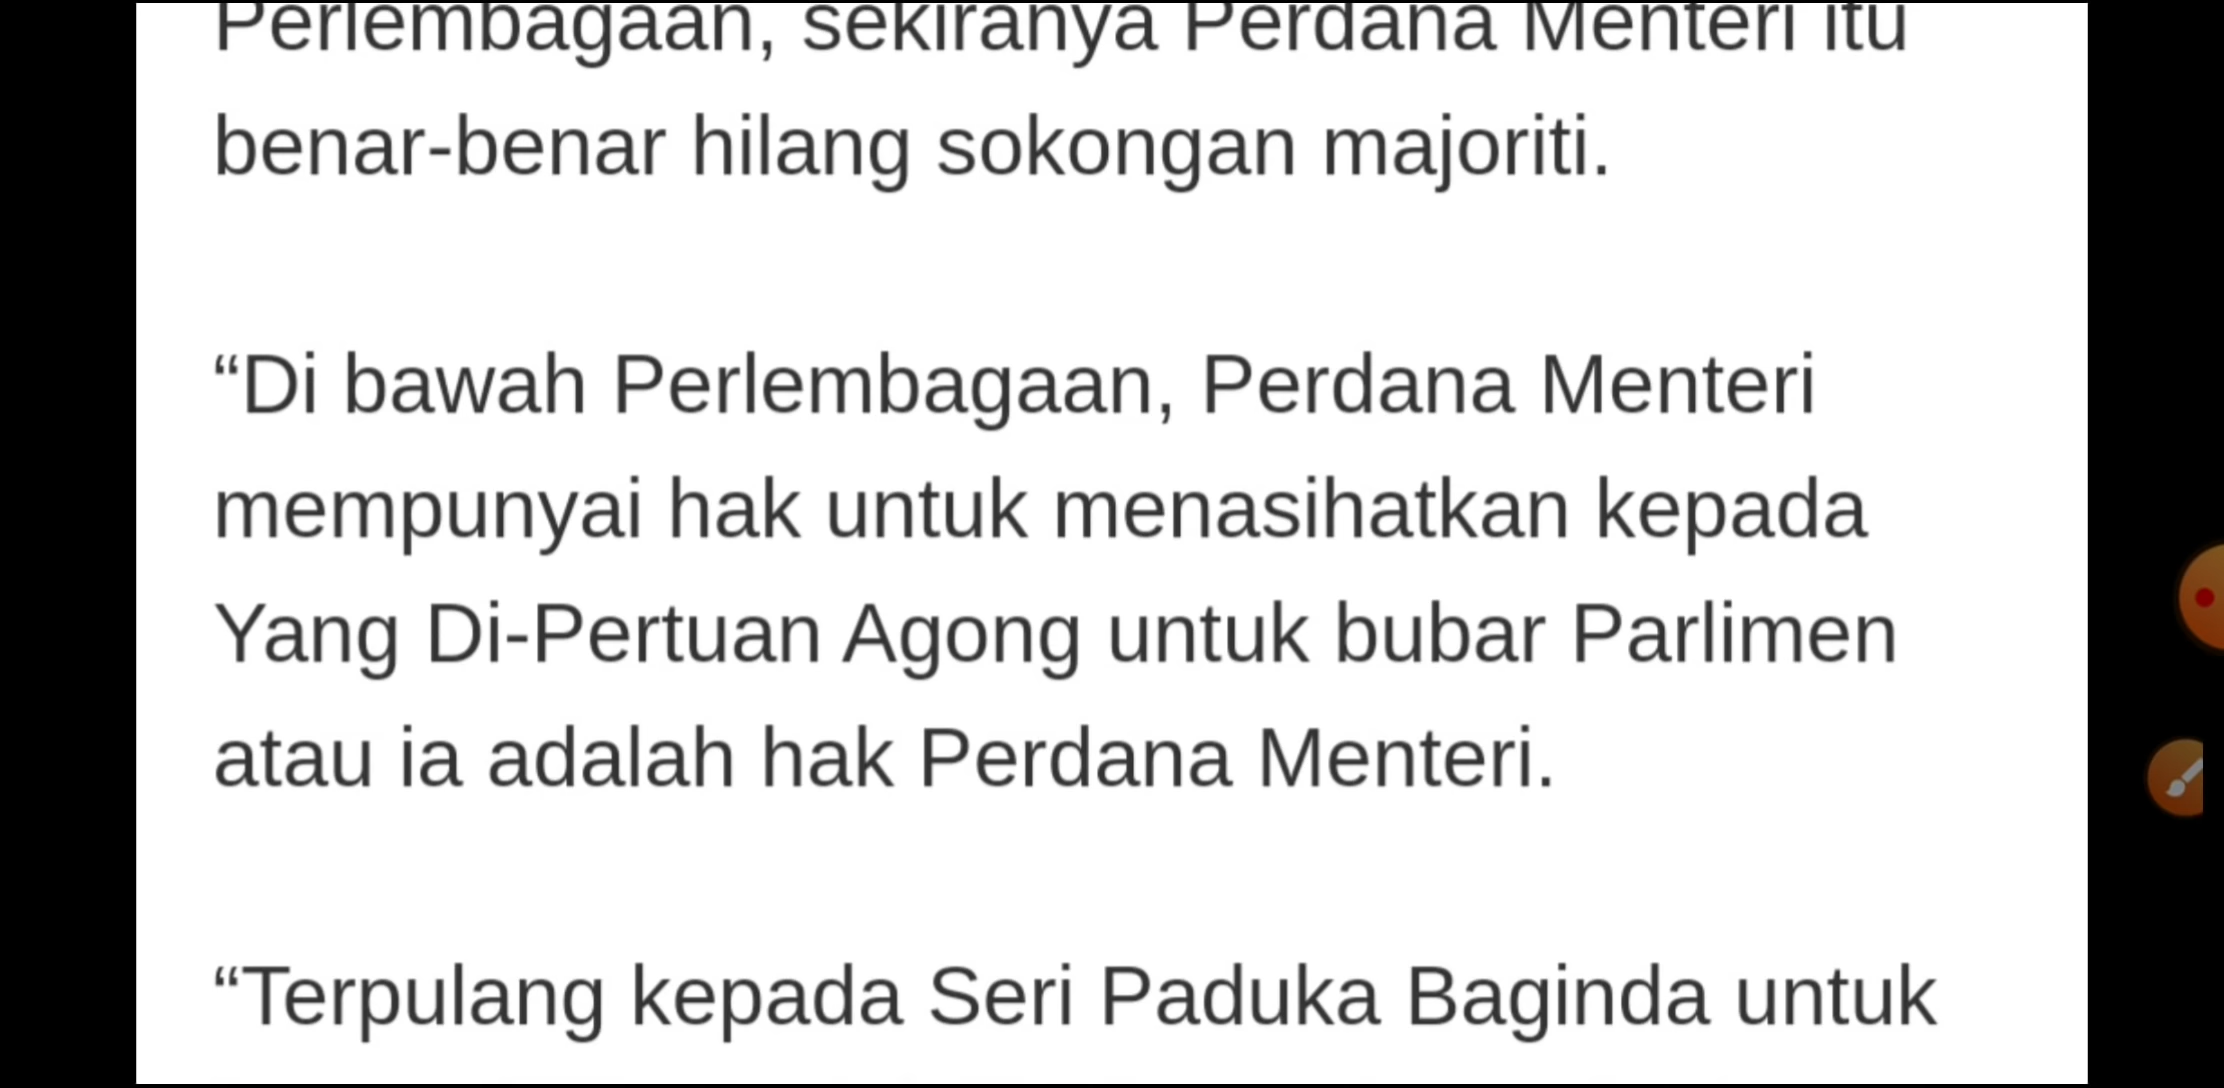 Perlembagaan, sekiranya Perdana Menteri itu
benar-benar hilang sokongan majoriti.
“Di bawah Perlembagaan, Perdana Menteri
mempunyai hak untuk menasihatkan kepada
Yang Di-Pertuan Agong untuk bubar Parlimen
atau ia adalah hak Perdana Menteri.
“Terpulang kepada Seri Paduka Baginda untuk